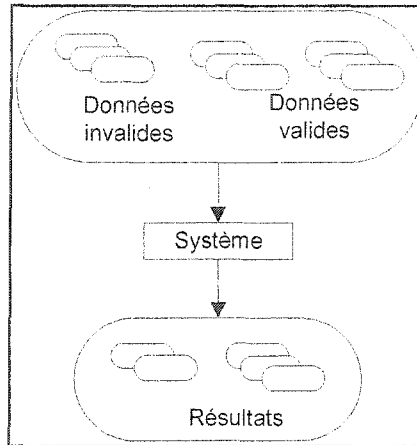 Données
invalides
Données
valides
Système
Résultats